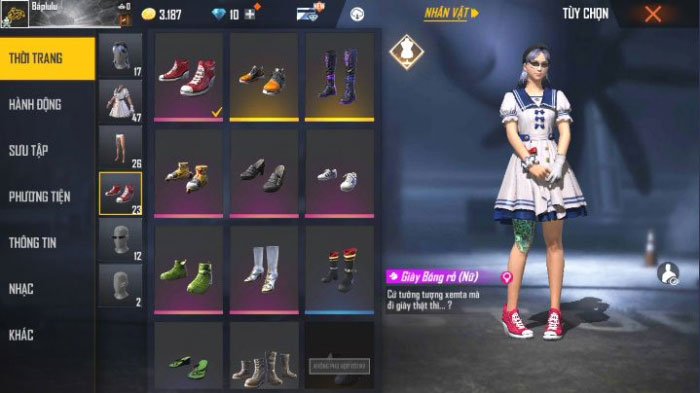 Báplulu
0
3.187
10
NHÂN VẬT
TÙY CHỌN
THỜI TRANG
HÀNH ĐỘNG
SƯU TẬP
PHƯƠNG TIỆN
THÔNG TIN
NHẠC
KHÁC
17
47
26
23
12
2
Giày Bóng rổ (Nữ)
Cứ tưởng tượng xemta mà
đi giày thật thì... ?